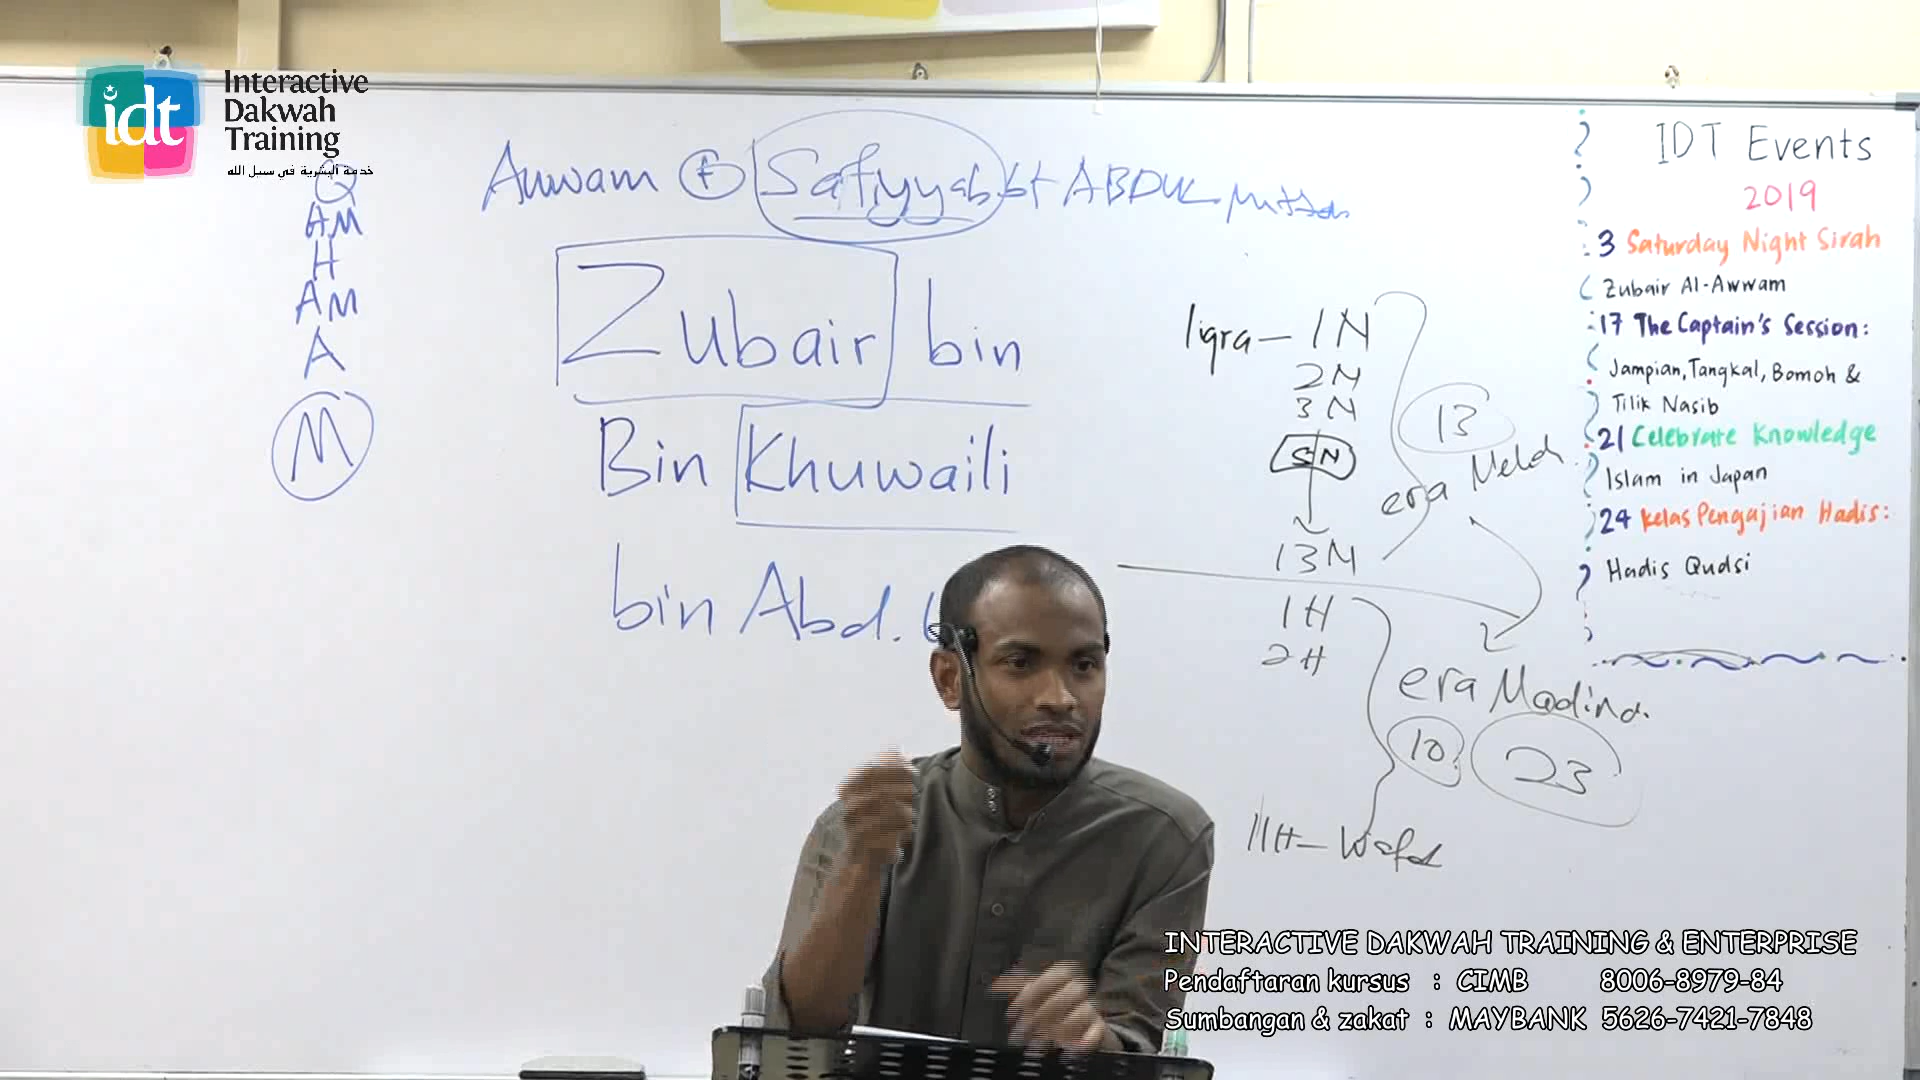 idt
Interactive
Dakwah
Training
خدمة البشرية في سبيل الله
Q
AM
H
AM
A
M
Awwam + Safiyyah bt ABDUL
Zubair bin
Bin Khuwaili
bin Abd.
Iqra - 1N
2N
3N
5N
13N
13
era
1H
2H
era Madina
10
23
11H - Wafat
IDT Events
2019
3 Saturday Night Sirah
Zubair Al-Awwam
17 The Captain's Session:
Jampian, Tangkal, Bomoh &
Tilik Nasib
21 Celebrate Knowledge
Islam in Japan
24 Kelas Pengajian Hadis:
Hadis Qudsi
INTERACTIVE DAKWAH TRAINING & ENTERPRISE
Pendaftaran kursus : CIMB 8006-8979-84
Sumbangan & zakat : MAYBANK 5626-7421-7848